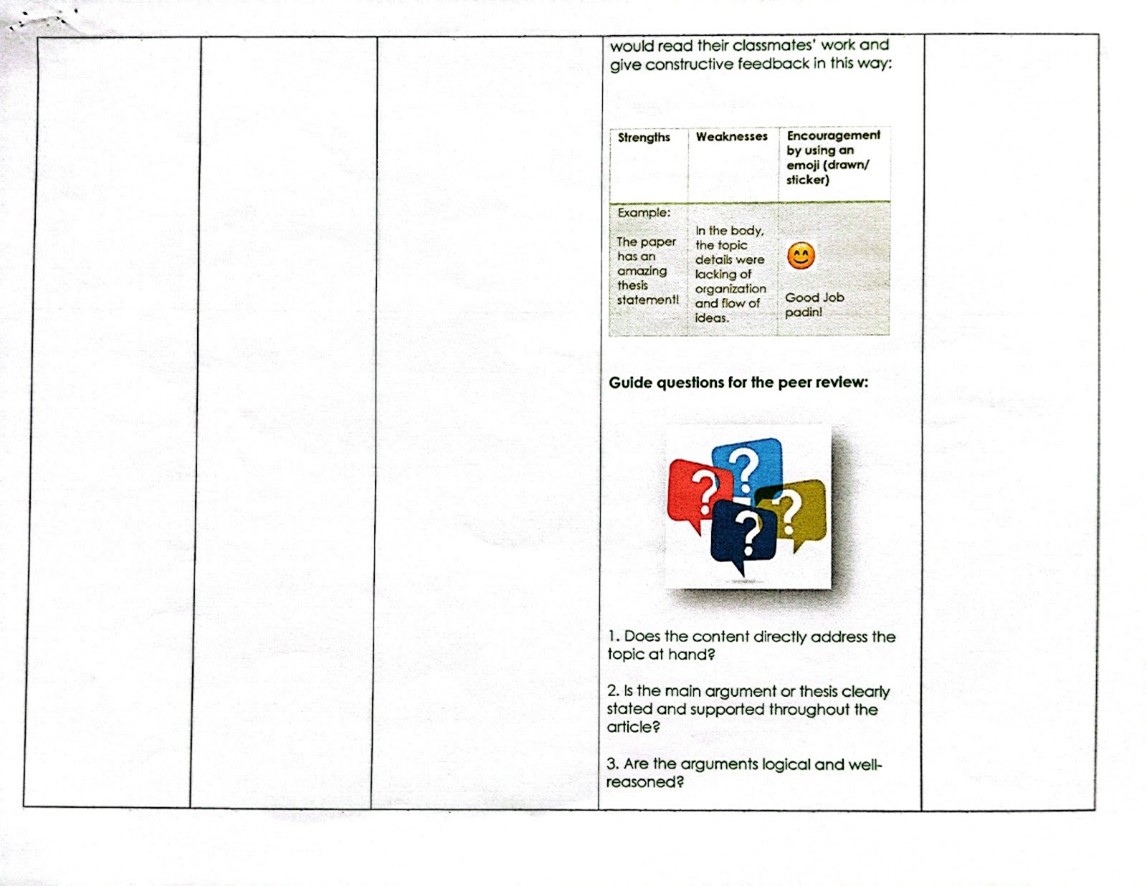 would read their classmates' work and
give constructive feedback in this way:
Strengths
Weaknesses
Encouragement
by using an
emoji (drawn/
sticker)
Example:
The paper
has an
amazing
thesis
statement!
In the body,
the topic
details were
lacking of
organization
and flow of
ideas.
Good Job
padin!
Guide questions for the peer review:
? ? ? ?
1. Does the content directly address the
topic at hand?
2. Is the main argument or thesis clearly
stated and supported throughout the
article?
3. Are the arguments logical and well-
reasoned?